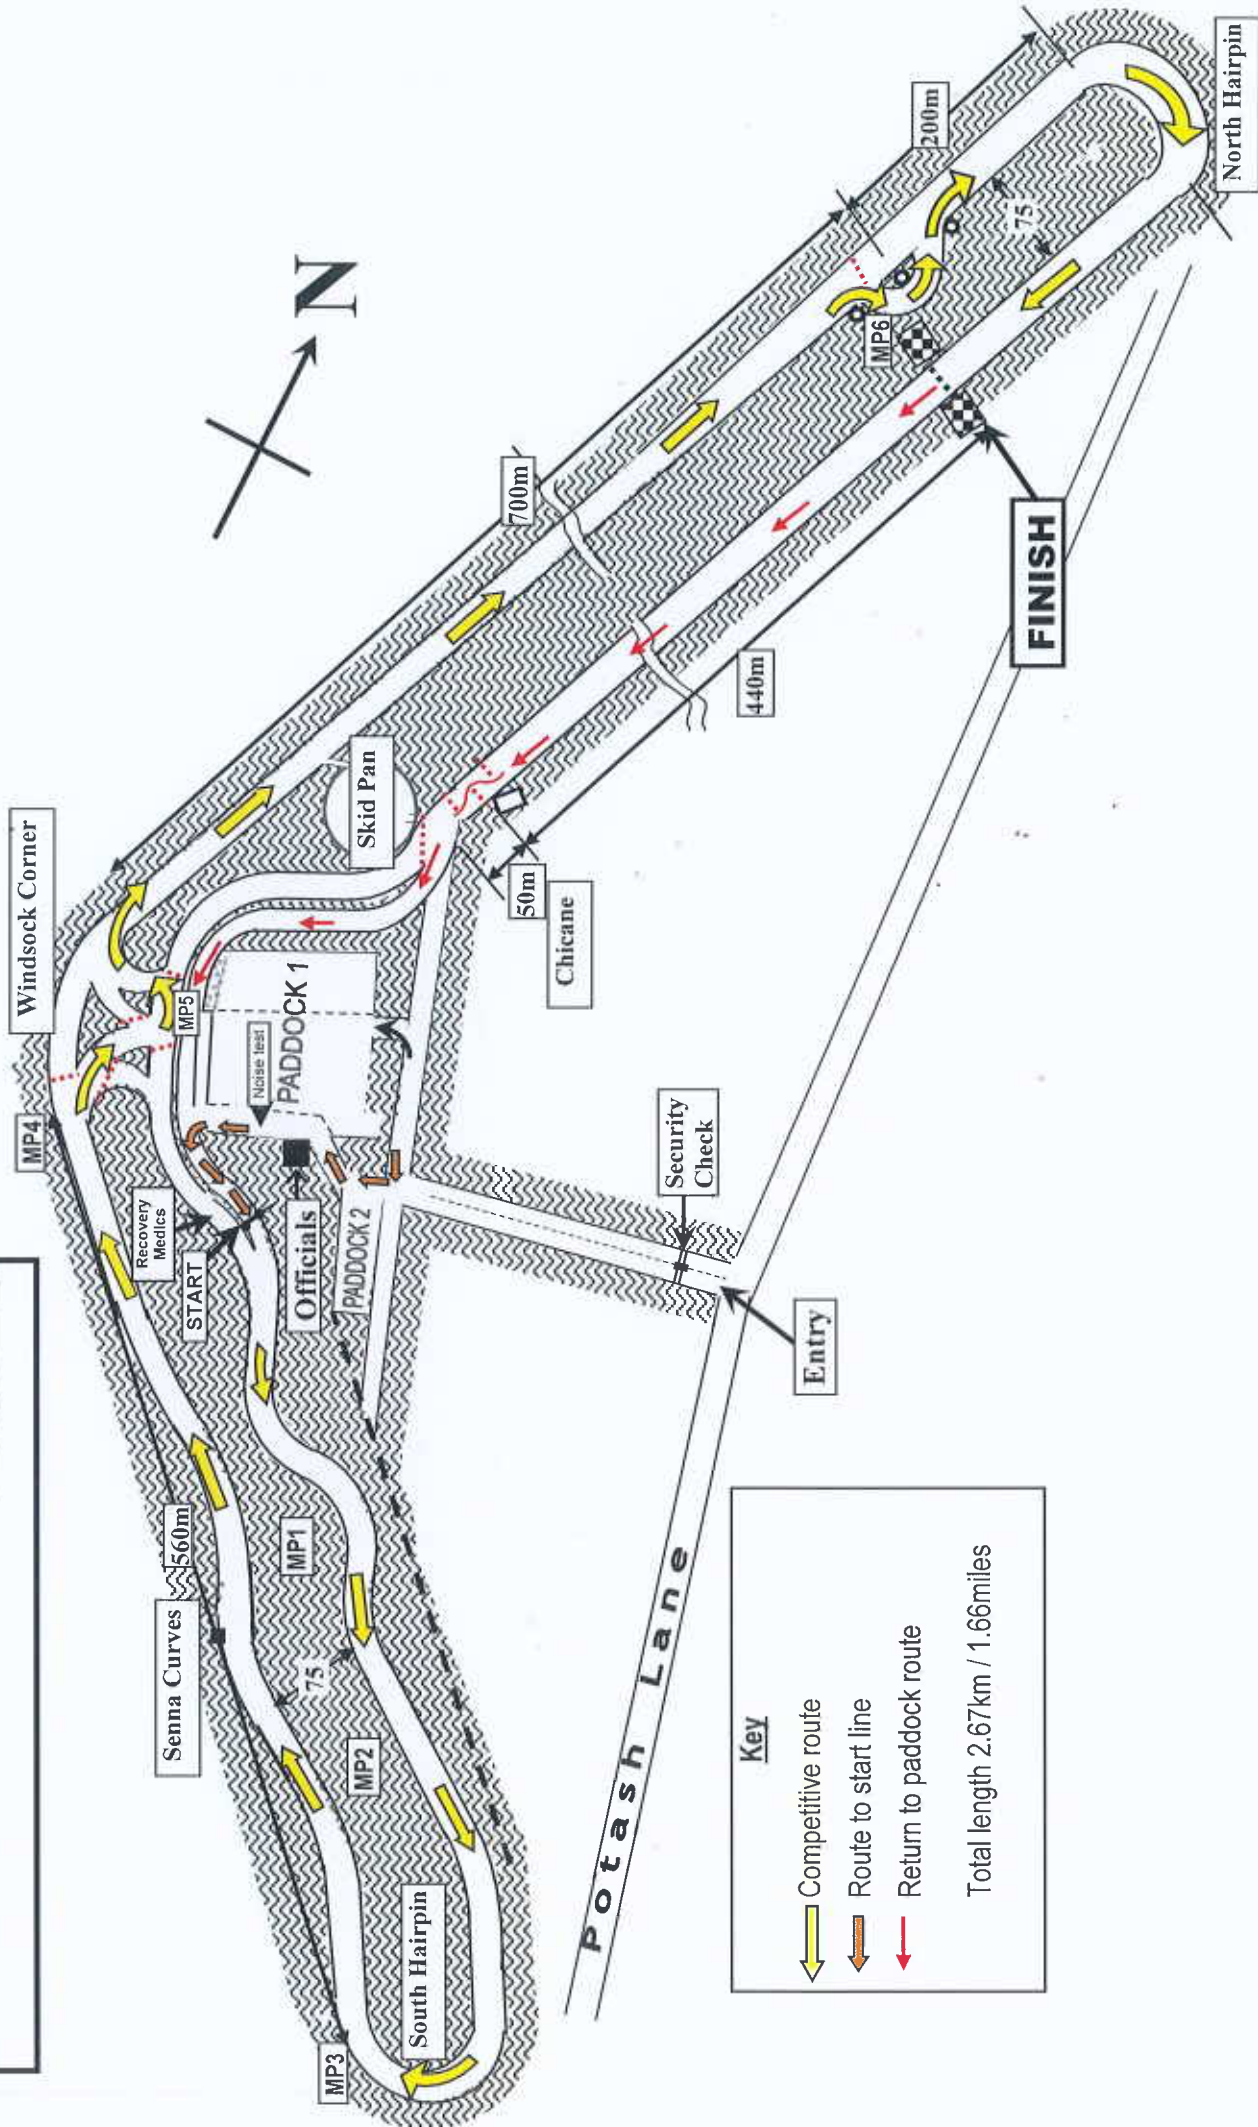 Windsock Corner
North Hairpin
200m
75
N
MP6
700m
FINISH
440m
Skid Pan
50m
Chicane
MP5
MP4
Noise test
PADDOCK 1
Recovery
Medics
START
Officials
PADDOCK 2
Security
Check
Entry
560m
Senna Curves
MP1
75
MP2
South Hairpin
MP3
Potash Lane
Key
Competitive route
Route to start line
Return to paddock route
Total length 2.67km / 1.66miles